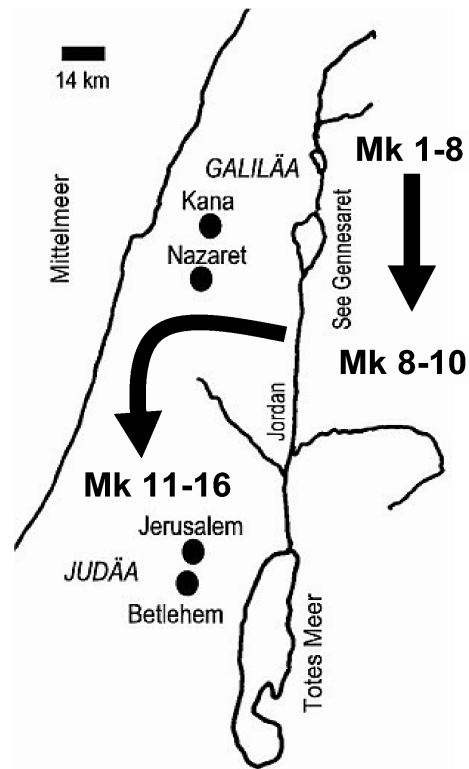 14 km
Mk 1-8
GALILÄA
Kana
Mittelmeer
Nazaret
See Gennesaret
Mk 8-10
Jordan
Mk 11-16
Jerusalem
JUDÄA
Betlehem
Totes Meer